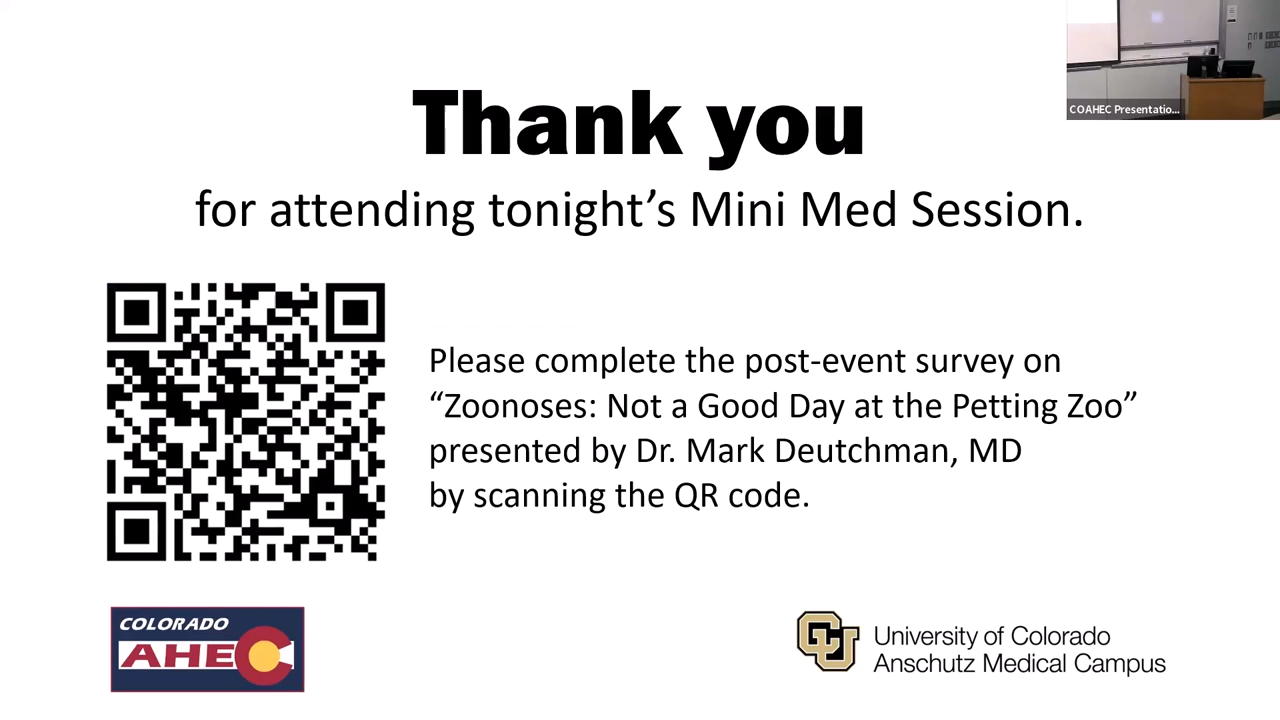 COAHEC Presentatio...
Thank you
for attending tonight’s Mini Med Session.
Please complete the post-event survey on
“Zoonoses: Not a Good Day at the Petting Zoo”
presented by Dr. Mark Deutchman, MD
by scanning the QR code.
COLORADO
AHEC
CU
University of Colorado
Anschutz Medical Campus